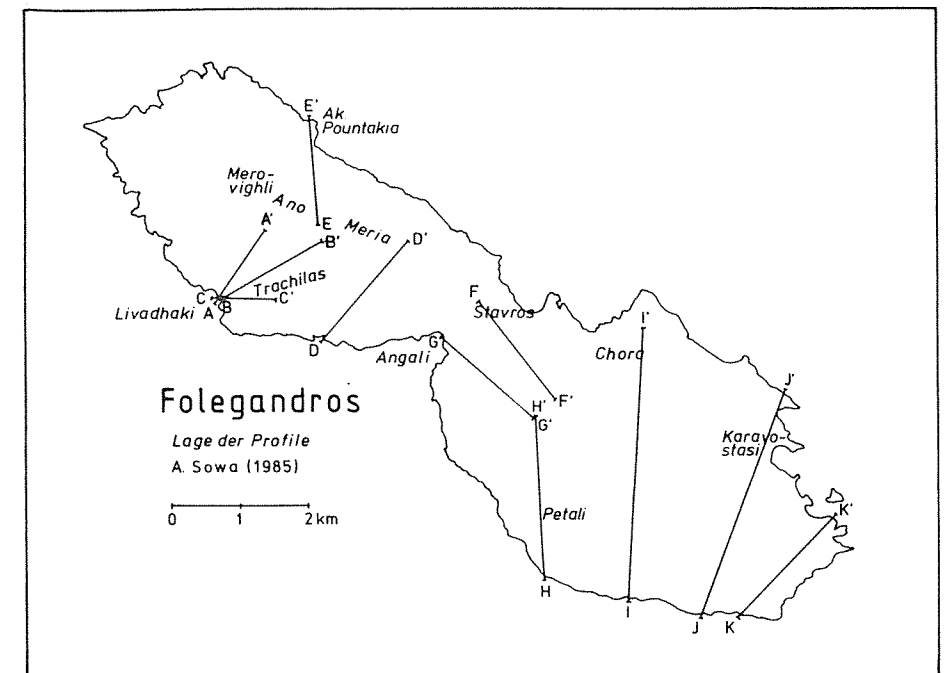 E'
Ak.
Pountakia
Mero-
vighli
Ano
Meria
A'
E
B'
D'
Trachilas
C
C'
A
B
Livadhaki
D
F
Stavros
I'
G
Angali
Chora
J'
F'
H'
G'
Karavo-
stasi
Folegandros
Lage der Profile
A. Sowa (1985)
0 1 2 km
Petali
K'
H
I
J
K